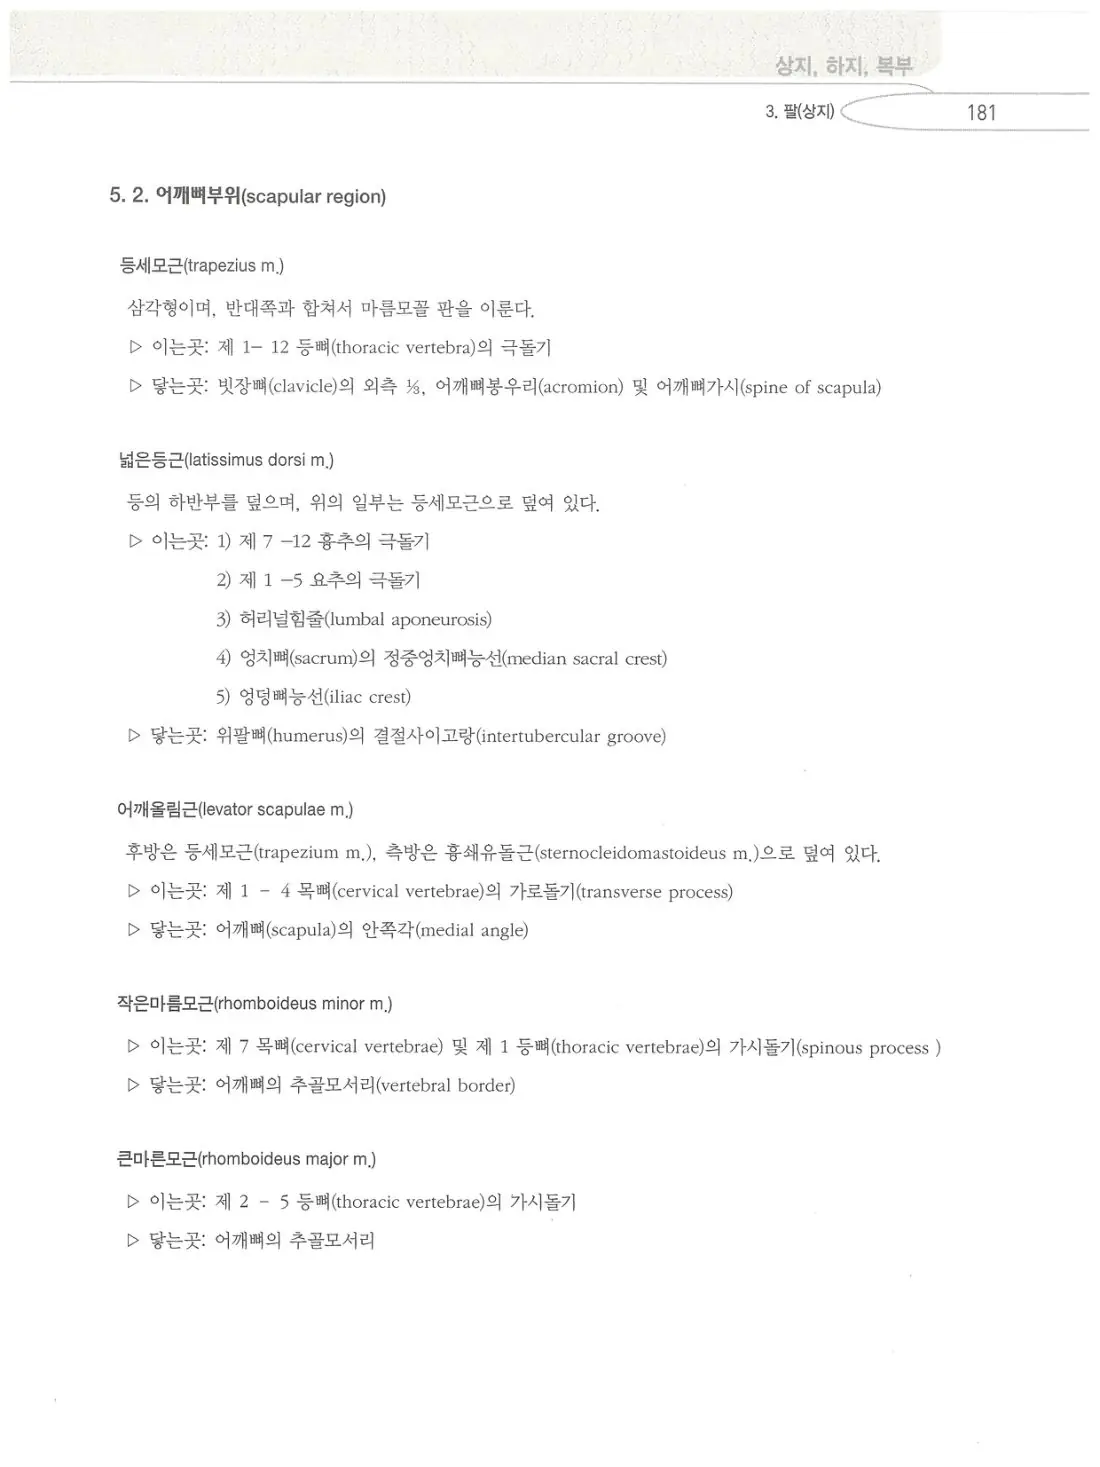 상지, 하지, 복부
3. 팔(상지)
181
5. 2. 어깨뼈부위(scapular region)
등세모근(trapezius m.)
삼각형이며, 반대쪽과 합쳐서 마름모꼴 판을 이룬다.
▷ 이는곳: 제 1- 12 등뼈(thoracic vertebra)의 극돌기
▷ 닿는곳: 빗장뼈(clavicle)의 외측 ⅓, 어깨뼈봉우리(acromion) 및 어깨뼈가시(spine of scapula)
넓은등근(latissimus dorsi m.)
등의 하반부를 덮으며, 위의 일부는 등세모근으로 덮여 있다.
▷ 이는곳: 1) 제 7 -12 흉추의 극돌기
2) 제 1 -5 요추의 극돌기
3) 허리널힘줄(lumbal aponeurosis)
4) 엉치뼈(sacrum)의 정중엉치뼈능선(median sacral crest)
5) 엉덩뼈능선(iliac crest)
▷ 닿는곳: 위팔뼈(humerus)의 결절사이고랑(intertubercular groove)
어깨올림근(levator scapulae m.)
후방은 등세모근(trapezium m.), 측방은 흉쇄유돌근(sternocleidomastoideus m.)으로 덮여 있다.
▷ 이는곳: 제 1 - 4 목뼈(cervical vertebrae)의 가로돌기(transverse process)
▷ 닿는곳: 어깨뼈(scapula)의 안쪽각(medial angle)
작은마름모근(rhomboideus minor m.)
▷ 이는곳: 제 7 목뼈(cervical vertebrae) 및 제 1 등뼈(thoracic vertebrae)의 가시돌기(spinous process )
▷ 닿는곳: 어깨뼈의 추골모서리(vertebral border)
큰마른모근(rhomboideus major m.)
▷ 이는곳: 제 2 - 5 등뼈(thoracic vertebrae)의 가시돌기
▷ 닿는곳: 어깨뼈의 추골모서리